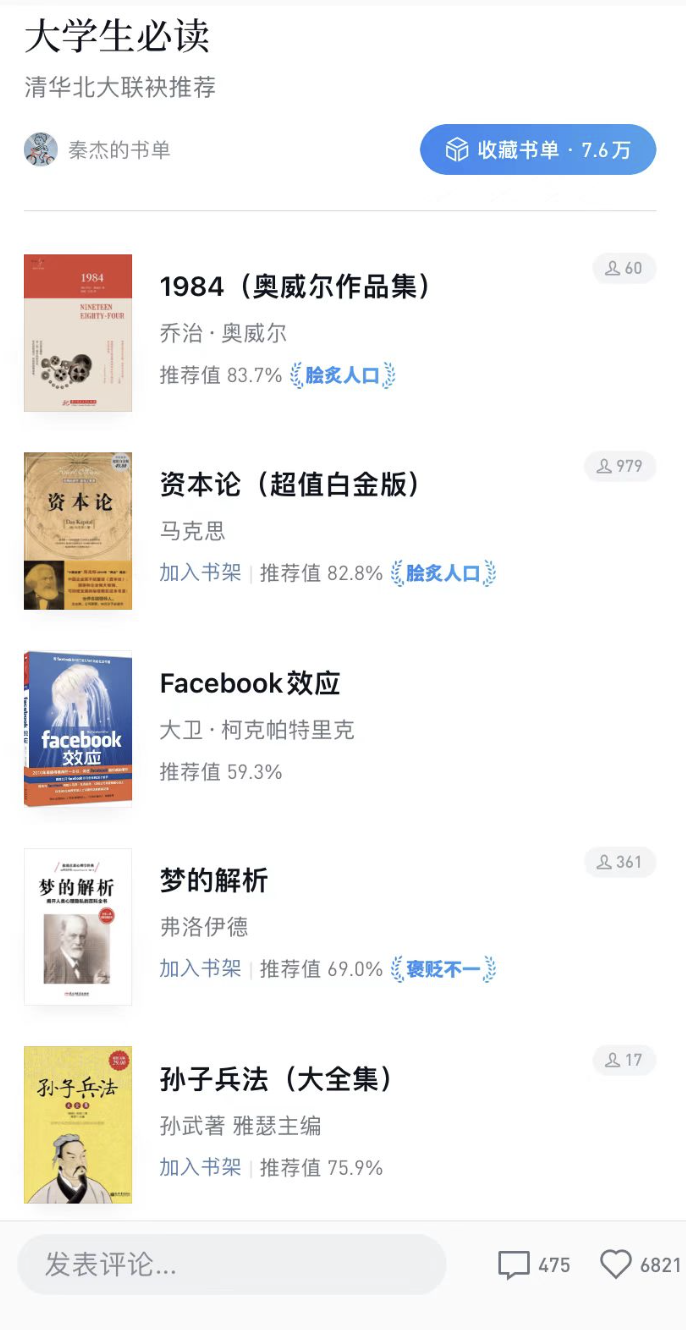 大学生必读
清华北大联袂推荐
秦杰的书单
收藏书单 · 7.6万
1984
NINETEEN
EIGHTY-FOUR
1984（奥威尔作品集）
60
乔治 · 奥威尔
推荐值 83.7% 脍炙人口
资本论
资本论（超值白金版）
979
马克思
加入书架 | 推荐值 82.8% 脍炙人口
facebook
效应
Facebook效应
大卫 · 柯克帕特里克
推荐值 59.3%
梦的解析
梦的解析
361
弗洛伊德
加入书架 | 推荐值 69.0% 褒贬不一
孙子兵法
大全集
孙子兵法（大全集）
17
孙武著 雅瑟主编
加入书架 | 推荐值 75.9%
发表评论...
475
6821